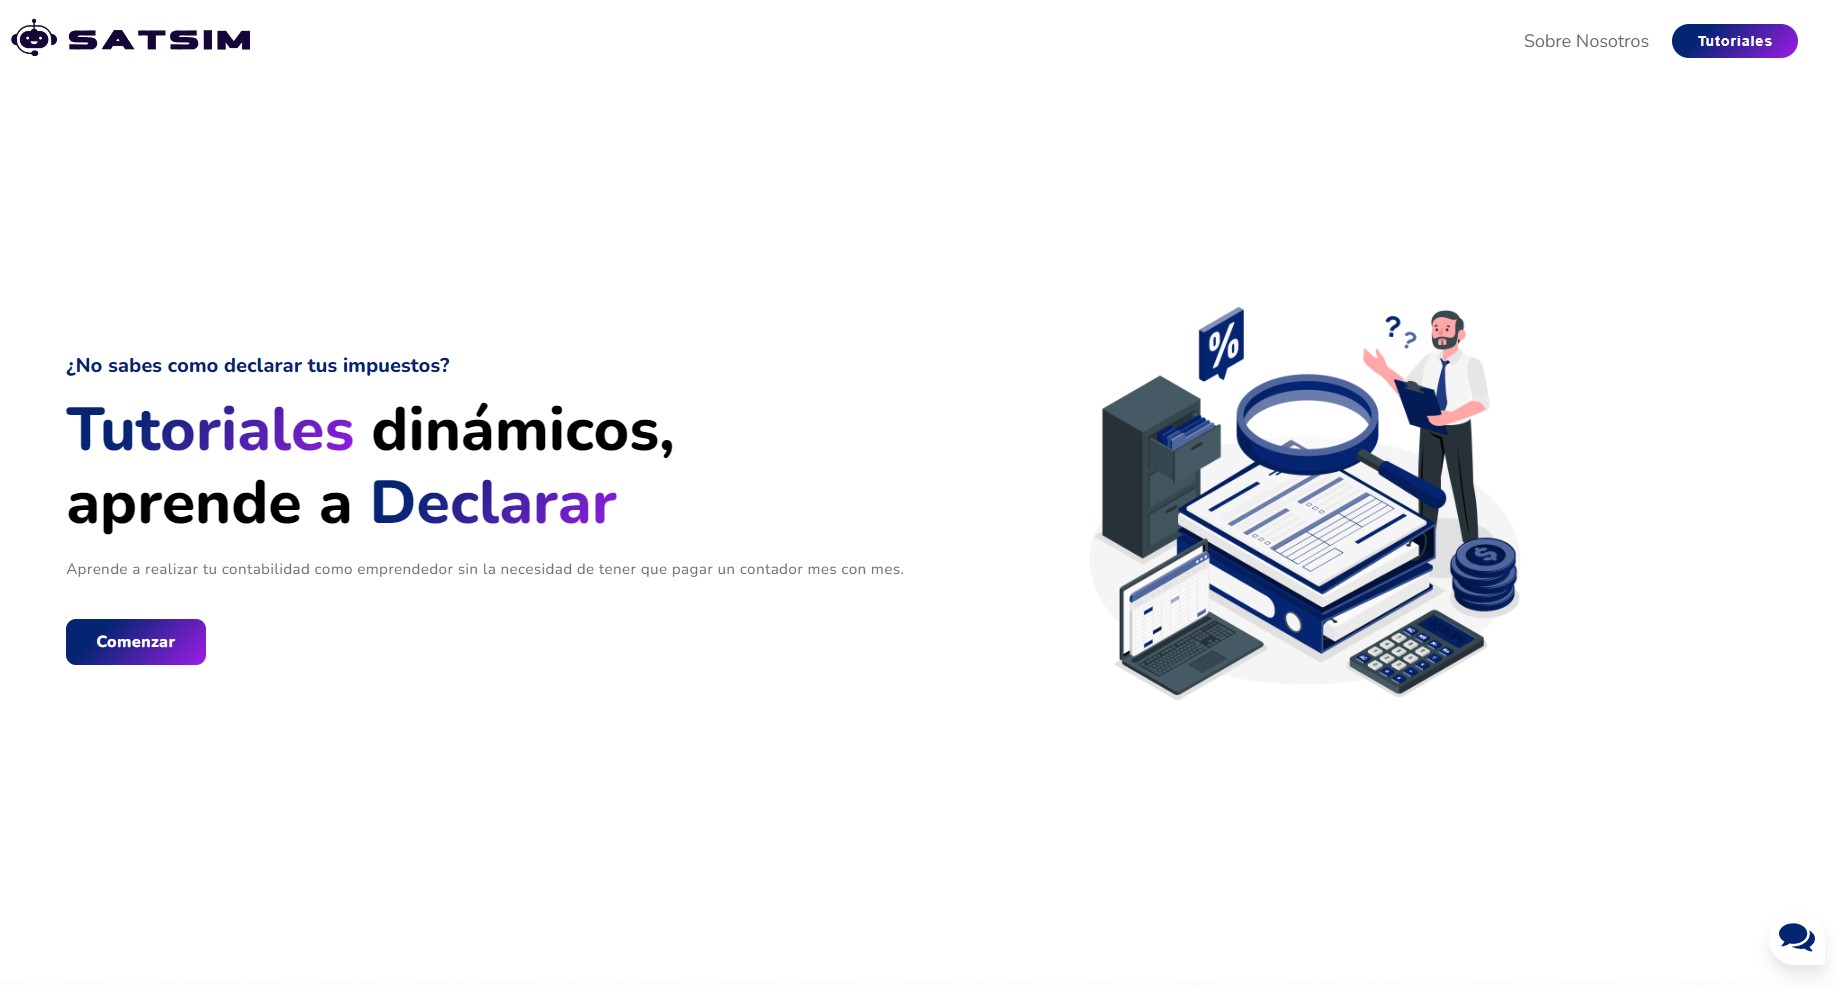 SATSIM
Sobre Nosotros
Tutoriales
¿No sabes como declarar tus impuestos?
Tutoriales dinámicos,
aprende a Declarar
Aprende a realizar tu contabilidad como emprendedor sin la necesidad de tener que pagar un contador mes con mes.
Comenzar
%
? ?
$